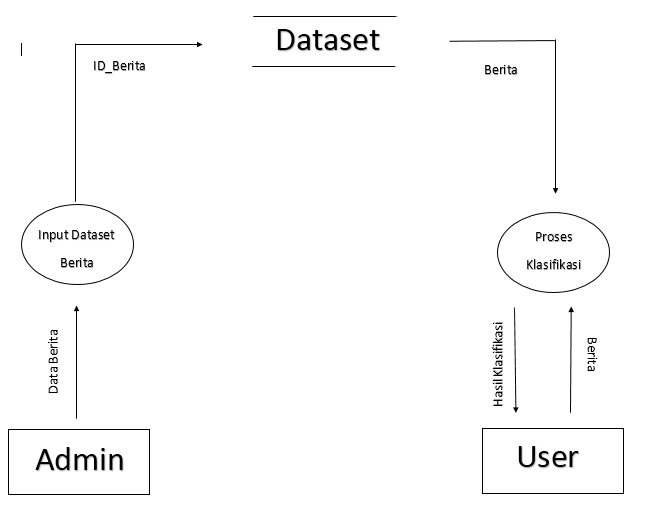 Dataset
ID_Berita
Berita
Input Dataset
Berita
Proses
Klasifikasi
Data Berita
Hasil Klasifikasi
Berita
Admin
User